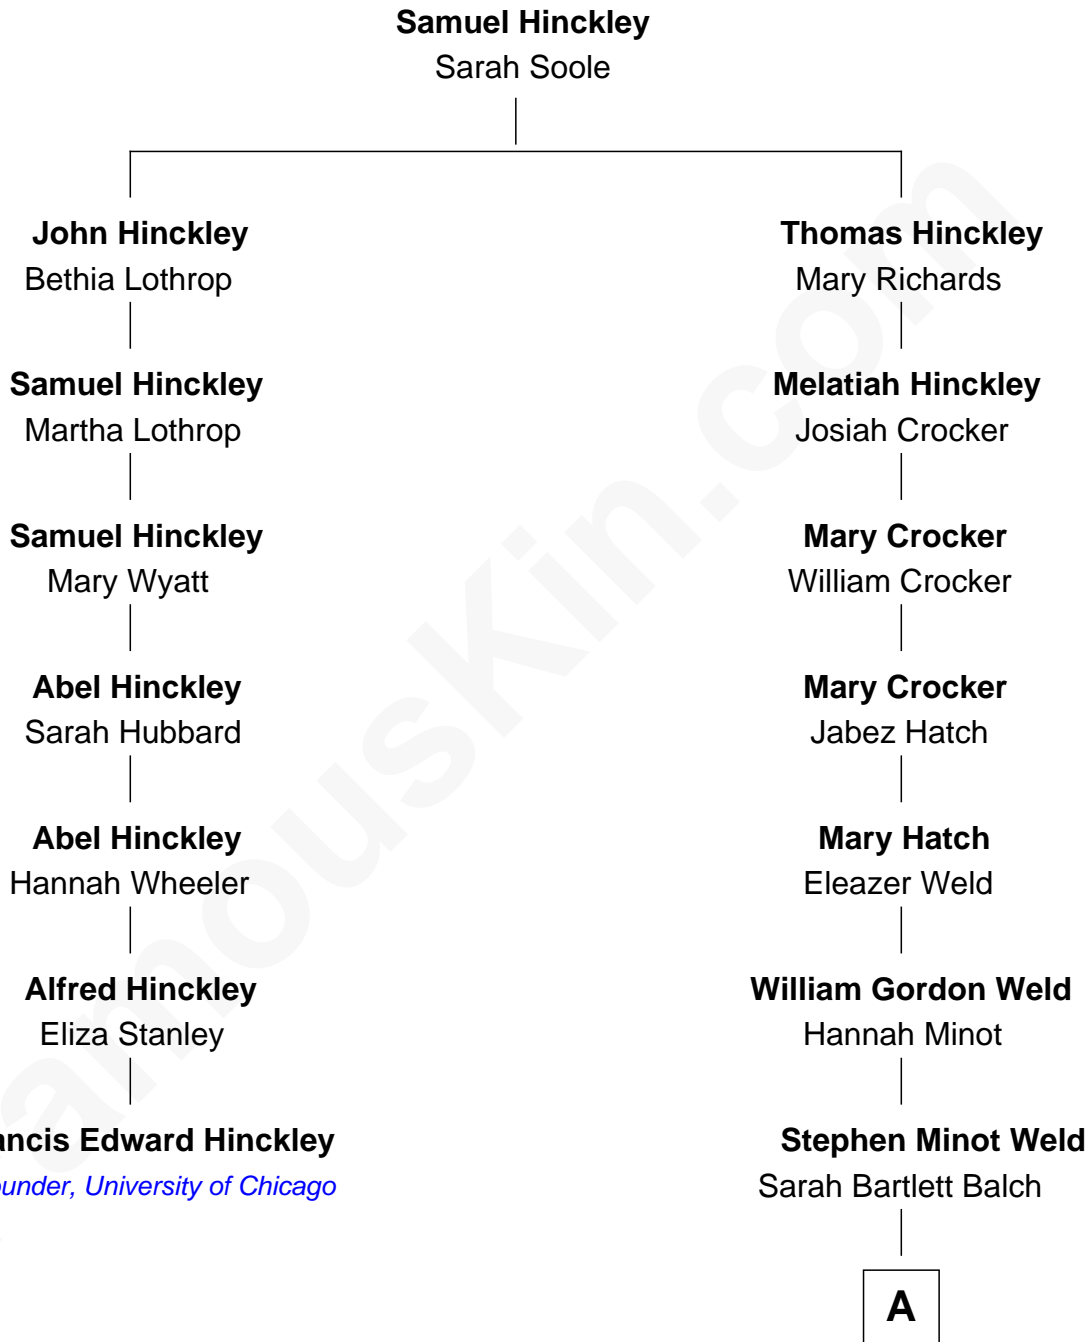 Samuel Hinckley
Sarah Soole
John Hinckley
Bethia Lothrop
Thomas Hinckley
Mary Richards
Samuel Hinckley
Martha Lothrop
Melatiah Hinckley
Josiah Crocker
Samuel Hinckley
Mary Wyatt
Mary Crocker
William Crocker
Abel Hinckley
Sarah Hubbard
Mary Crocker
Jabez Hatch
Abel Hinckley
Hannah Wheeler
Mary Hatch
Eleazer Weld
Alfred Hinckley
Eliza Stanley
William Gordon Weld
Hannah Minot
ancis Edward Hinckley
ounder, University of Chicago
Stephen Minot Weld
Sarah Bartlett Balch
A
amouskin.com